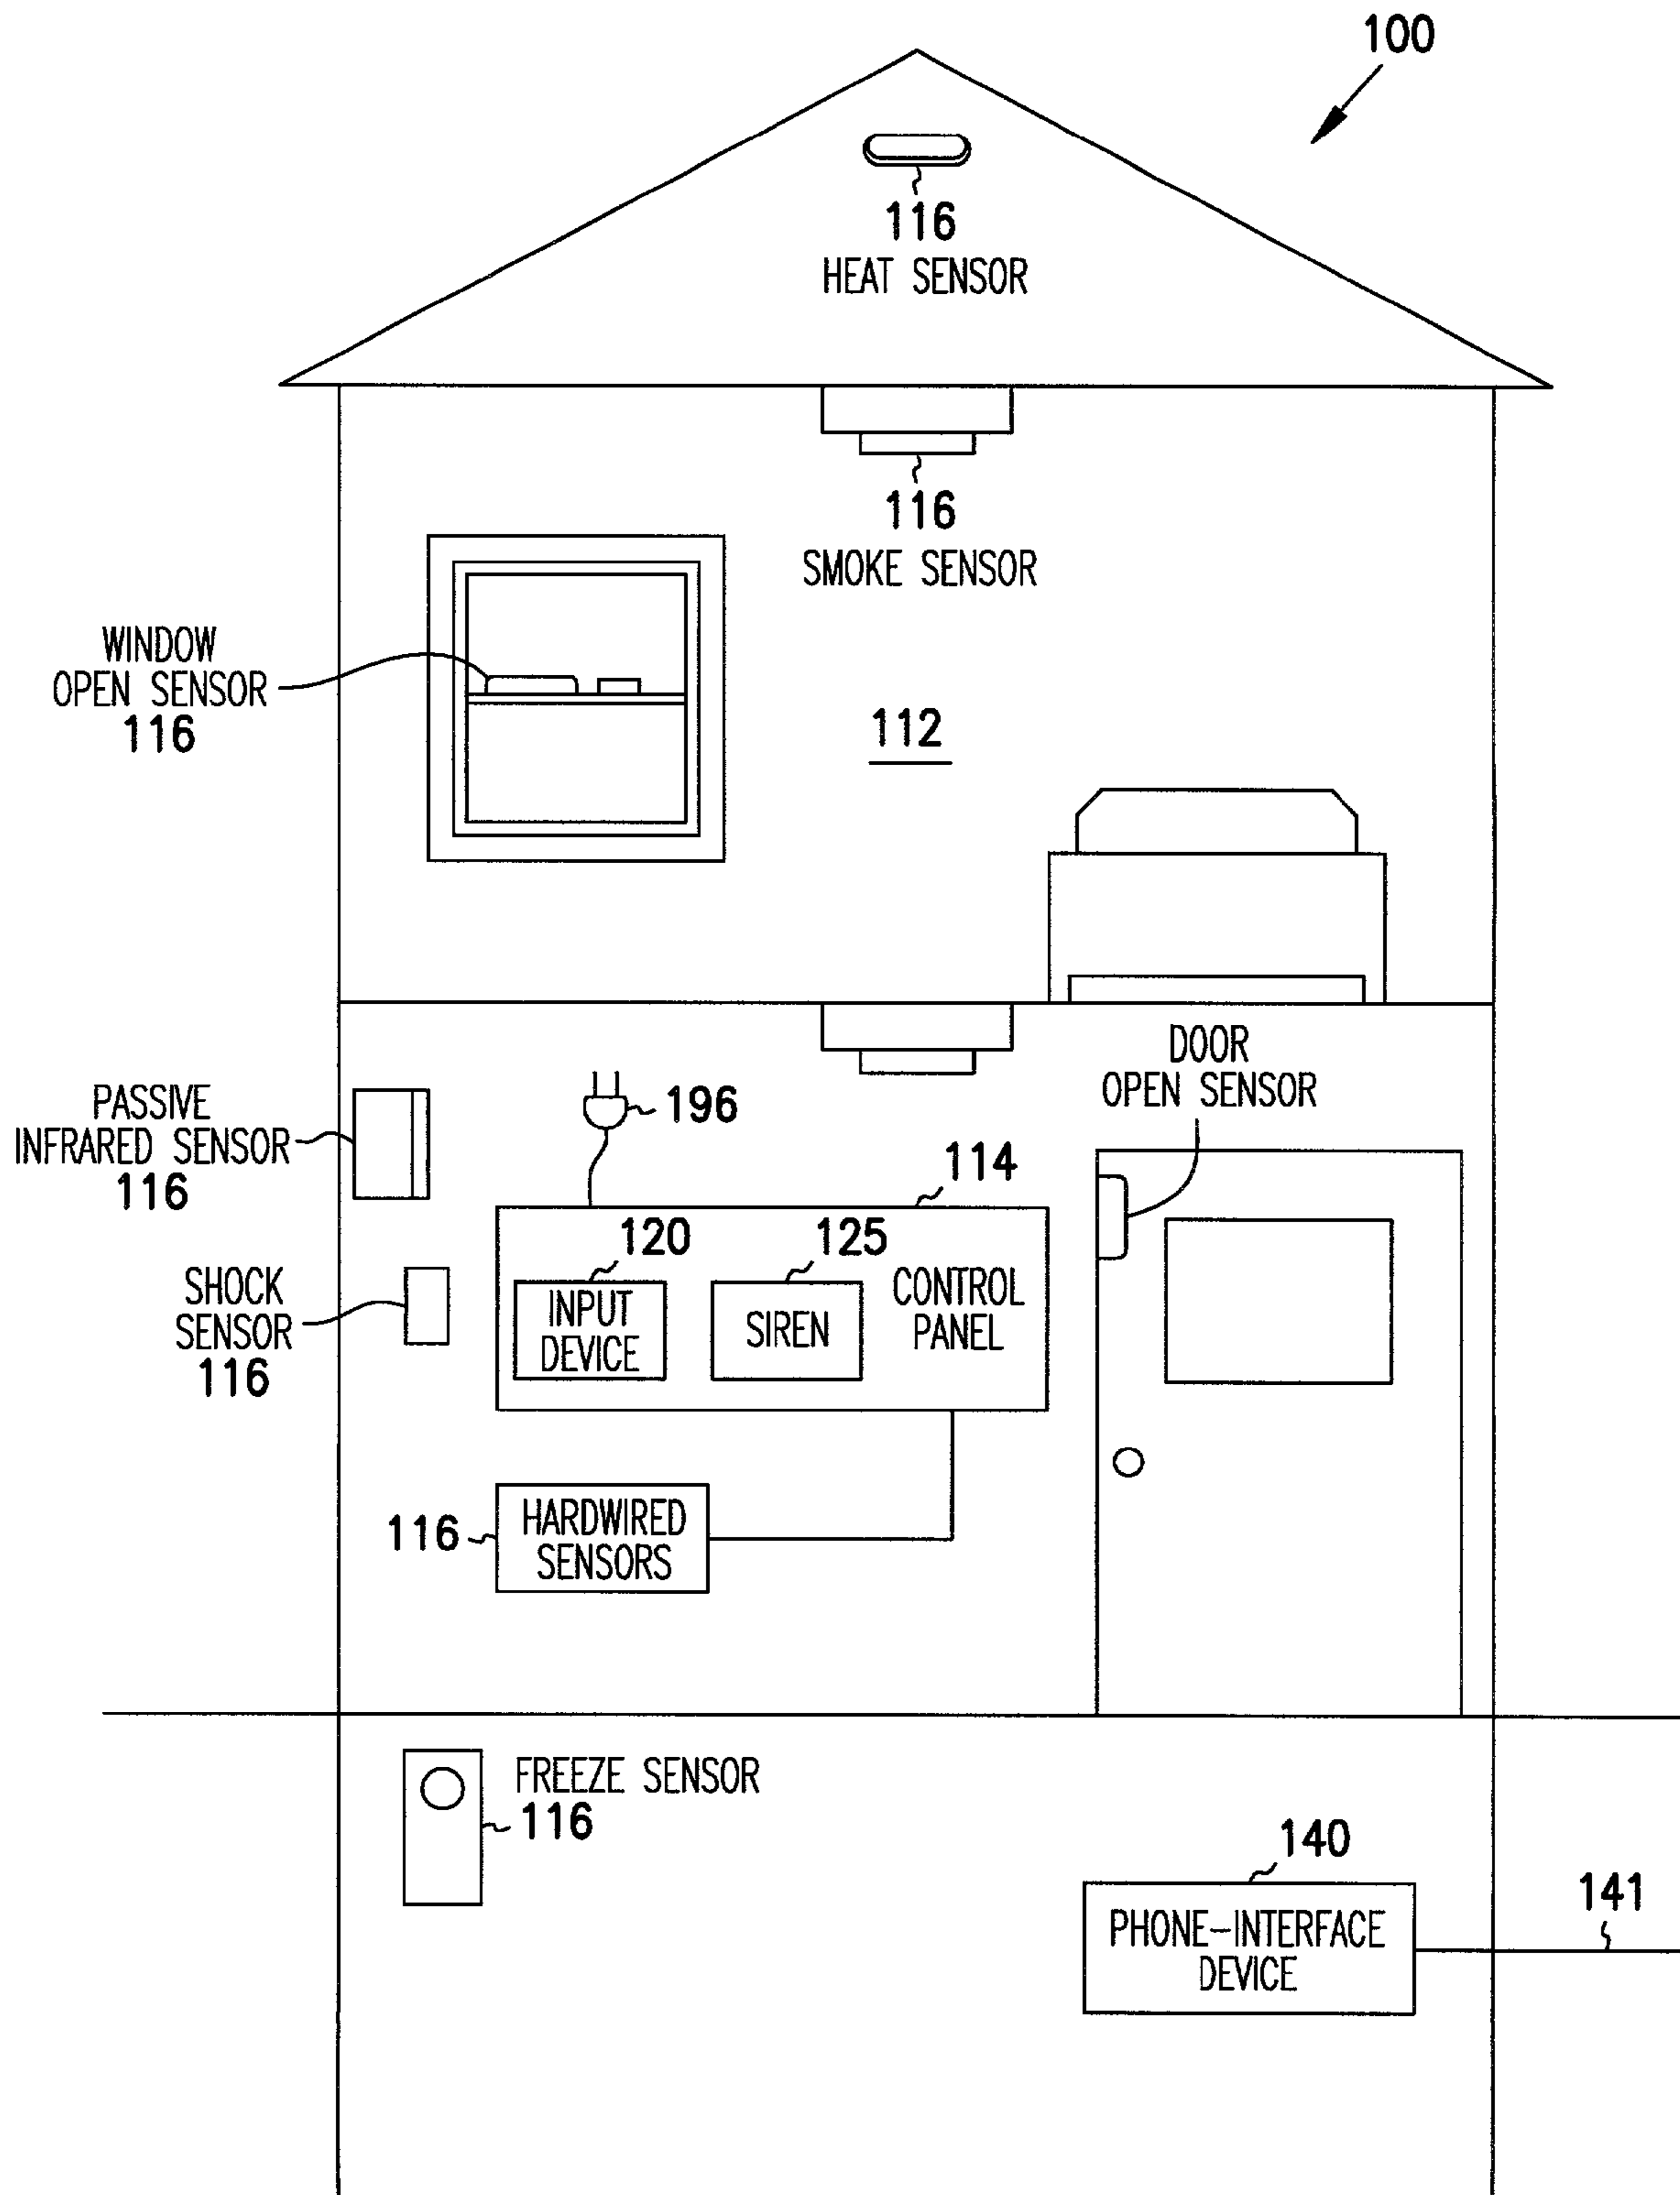 100
116
HEAT SENSOR
116
SMOKE SENSOR
WINDOW
OPEN SENSOR
116
112
DOOR
OPEN SENSOR
PASSIVE
INFRARED SENSOR
116
196
114
120
125
INPUT
DEVICE
SIREN
CONTROL
PANEL
SHOCK
SENSOR
116
116
HARDWIRED
SENSORS
FREEZE SENSOR
116
140
PHONE-INTERFACE
DEVICE
141